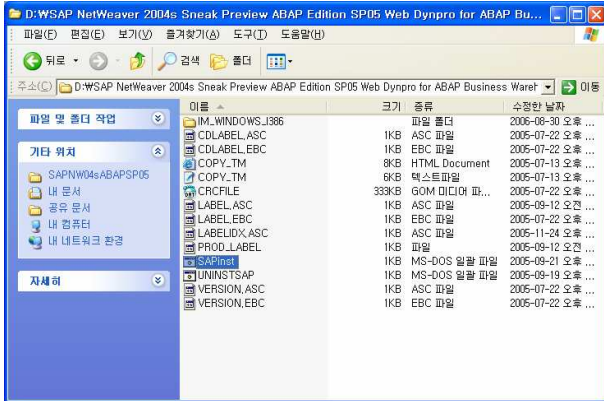 D:₩SAP NetWeaver 2004s Sneak Preview ABAP Edition SP05 Web Dynpro for ABAP Bu...
파일(F) 편집(E) 보기(V) 즐겨찾기(A) 도구(T) 도움말(H)
뒤로 검색 폴더
주소(C) D:₩SAP NetWeaver 2004s Sneak Preview ABAP Edition SP05 Web Dynpro for ABAP Business Wareh 이동
파일 및 폴더 작업
기타 위치
SAPNW04sABAPSP05
내 문서
공유 문서
내 컴퓨터
내 네트워크 환경
자세히
이름 크기 종류 수정한 날짜
IM_WINDOWS_I386 파일 폴더 2006-08-30 오후 ...
CDLABEL.ASC 1KB ASC 파일 2005-07-22 오후 ...
CDLABEL.EBC 1KB EBC 파일 2005-07-22 오후 ...
COPY_TM 8KB HTML Document 2005-07-13 오후 ...
COPY_TM 6KB 텍스트파일 2005-07-13 오후 ...
CRCFILE 333KB GOM 미디어 파... 2005-07-22 오후 ...
LABEL.ASC 1KB ASC 파일 2005-09-12 오전 ...
LABEL.EBC 1KB EBC 파일 2005-07-22 오후 ...
LABELIDX.ASC 1KB ASC 파일 2005-11-24 오후 ...
PROD_LABEL 1KB 파일 2005-09-12 오전 ...
SAPinst 1KB MS-DOS 일괄 파일 2005-09-21 오후 ...
UNINSTSAP 1KB MS-DOS 일괄 파일 2005-09-19 오후 ...
VERSION.ASC 1KB ASC 파일 2005-07-22 오후 ...
VERSION.EBC 1KB EBC 파일 2005-07-22 오후 ...